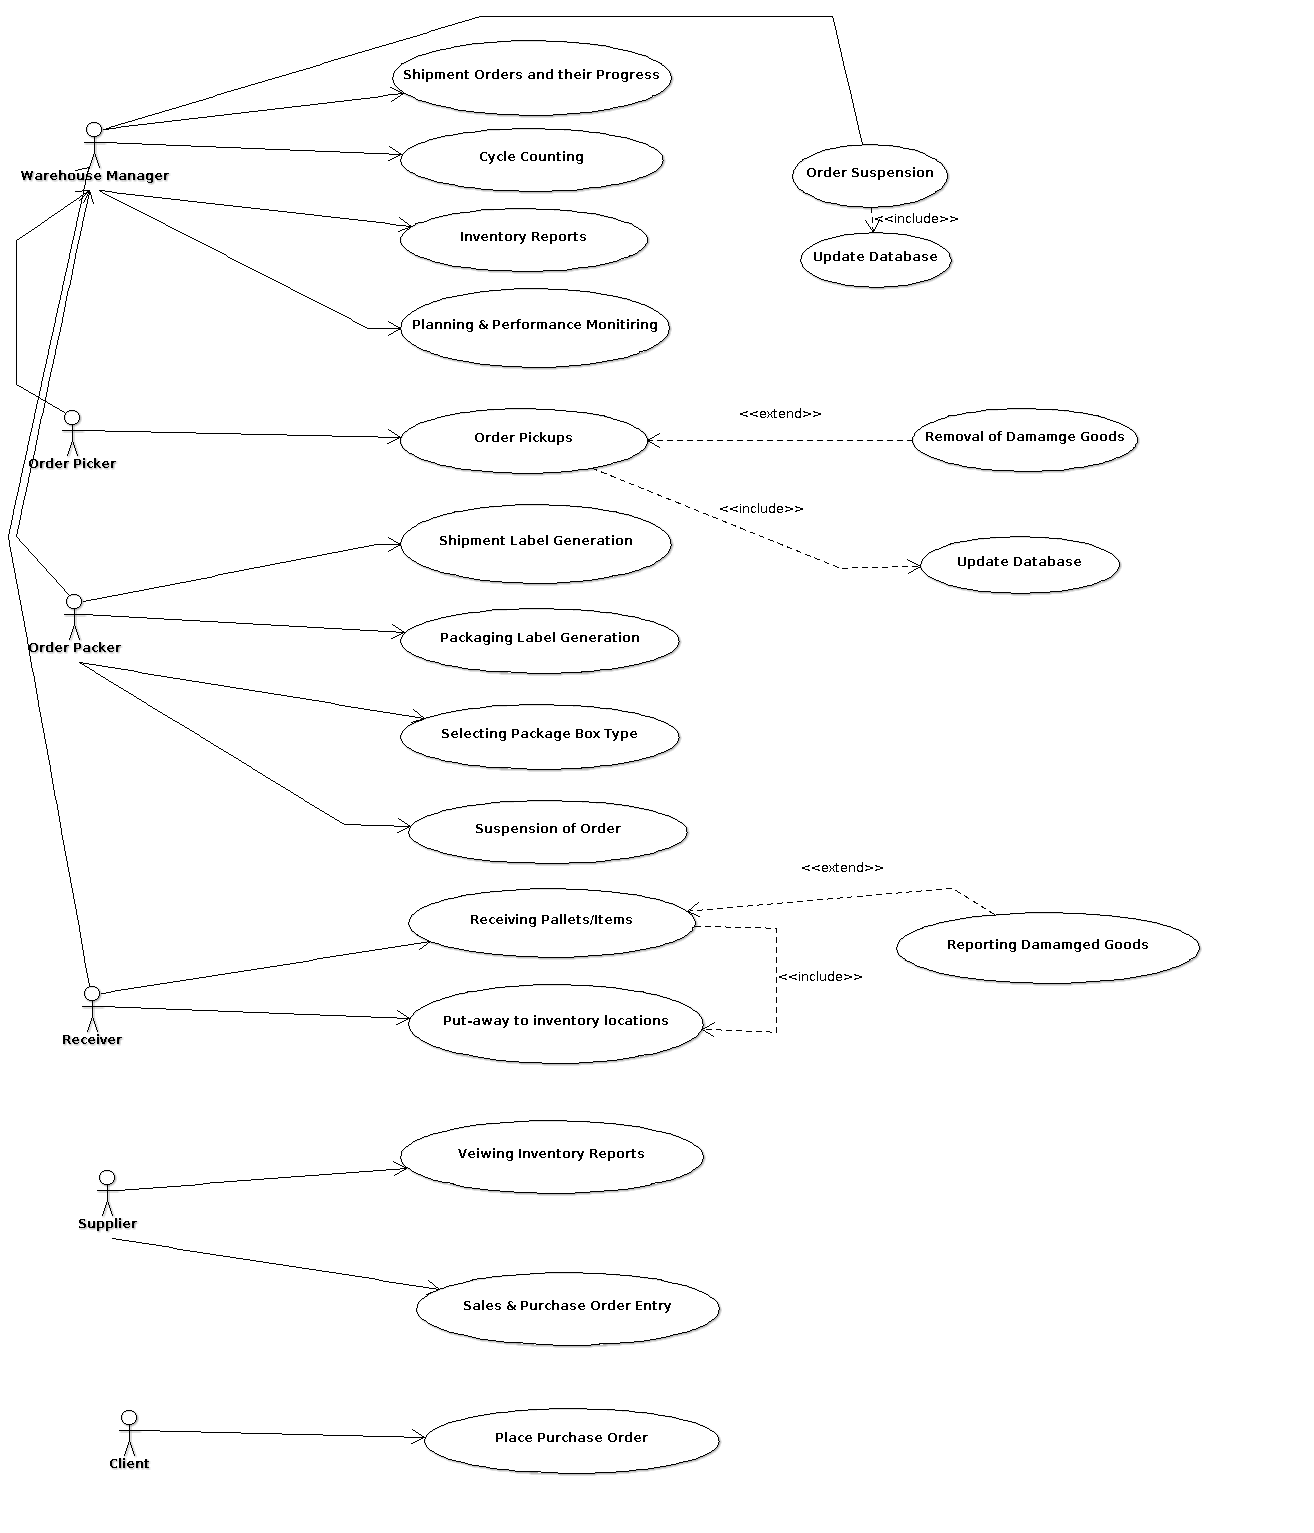 Shipment Orders and their Progress
Warehouse Manager
Cycle Counting
Order Suspension
<<include>>
Inventory Reports
Update Database
Planning & Performance Monitiring
Order Picker
Order Pickups
<<extend>>
Removal of Damamge Goods
<<include>>
Shipment Label Generation
Update Database
Order Packer
Packaging Label Generation
Selecting Package Box Type
Suspension of Order
<<extend>>
Receiving Pallets/Items
Reporting Damamged Goods
<<include>>
Receiver
Put-away to inventory locations
Veiwing Inventory Reports
Supplier
Sales & Purchase Order Entry
Client
Place Purchase Order